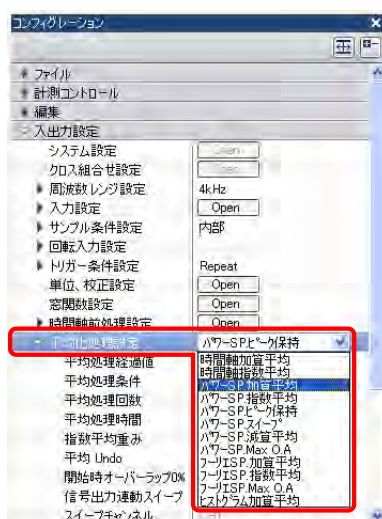 コンフィグレーション
ファイル
計測コントロール
編集
入出力設定
システム設定
クロス組合せ設定
周波数レンジ設定 4kHz
入力設定 Open
サンプル条件設定 内部
回転入力設定
トリガー条件設定 Repeat
単位、校正設定 Open
窓関数設定 Open
時間軸前処理設定 Open
平均化処理設定 パワーSPピーク保持
平均処理経過値 時間軸加算平均
時間軸指数平均
平均処理条件 パワーSP.加算平均
パワーSP.指数平均
平均処理回数 パワーSP.ピーク保持
平均処理時間 パワーSP.スイープ
パワーSP.減算平均
指数平均重み パワーSP.Max O.A
平均 Undo フーリエSP.加算平均
フーリエSP.指数平均
開始時オーバーラップ0% フーリエSP.Max O.A
信号出力連動スイープ ヒストグラム加算平均
スイープチャンネル